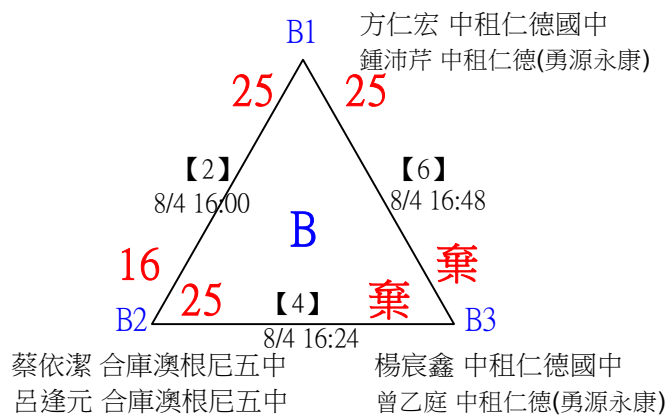 B1
方仁宏 中租仁德國中
鍾沛芹 中租仁德(勇源永康)
25
25
【2】
8/4 16:00
【6】
8/4 16:48
B
16
棄
B2
25
【4】
棄
B3
8/4 16:24
蔡依潔 合庫澳根尼五中
呂逢元 合庫澳根尼五中
楊宸鑫 中租仁德國中
曾乙庭 中租仁德(勇源永康)